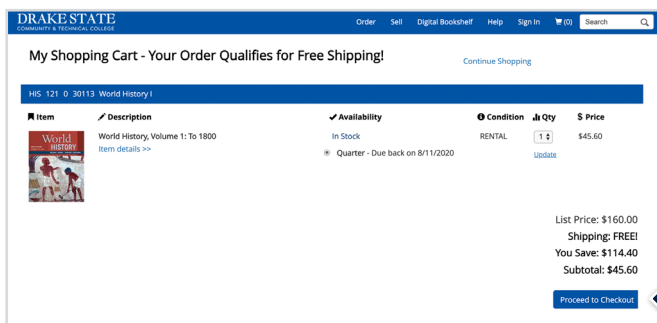 DRAKE STATE
COMMUNITY & TECHNICAL COLLEGE
Order Sell Digital Bookshelf Help Sign In (0) Search
My Shopping Cart - Your Order Qualifies for Free Shipping!
Continue Shopping
HIS 121 0 30113 World History I
Item Description Availability Condition Qty $ Price
World History, Volume 1: To 1800 In Stock RENTAL 1 $45.60
Item details >>
Quarter - Due back on 8/11/2020 Update
World
HISTORY
List Price: $160.00
Shipping: FREE!
You Save: $114.40
Subtotal: $45.60
Proceed to Checkout